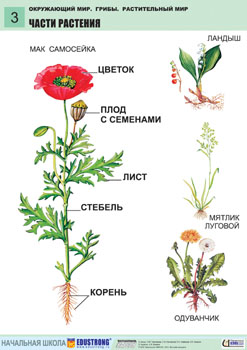 3
ОКРУЖАЮЩИЙ МИР. ГРИБЫ. РАСТИТЕЛЬНЫЙ МИР
ЧАСТИ РАСТЕНИЯ
МАК САМОСЕЙКА
ЛАНДЫШ
ЦВЕТОК
ПЛОД
С СЕМЕНАМИ
ЛИСТ
СТЕБЕЛЬ
МЯТЛИК
ЛУГОВОЙ
КОРЕНЬ
ОДУВАНЧИК
НАЧАЛЬНАЯ ШКОЛА
EDUSTRONG